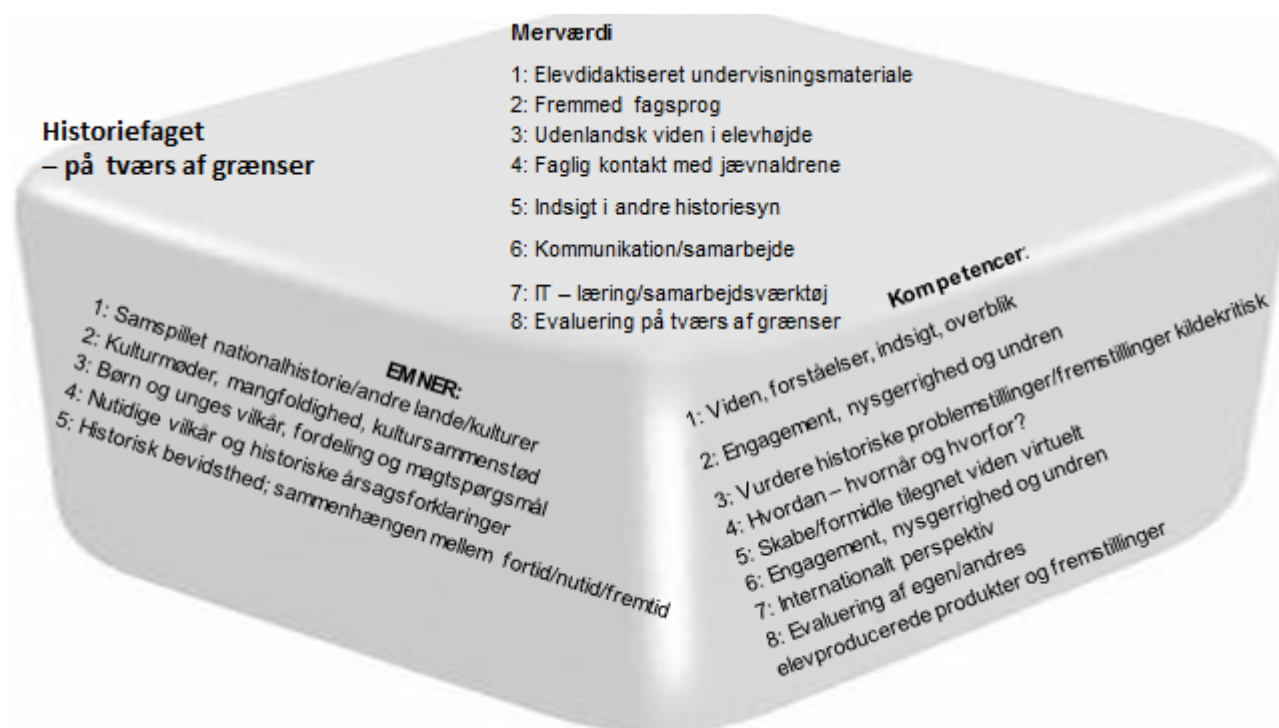 Historiefaget
– på tværs af grænser
Merværdi
1: Elevdidaktiseret undervisningsmateriale
2: Fremmed fagsprog
3: Udenlandsk viden i elevhøjde
4: Faglig kontakt med jævnaldrene
5: Indsigt i andre historiesyn
6: Kommunikation/samarbejde
7: IT – læring/samarbejdsværktøj
8: Evaluering på tværs af grænser
EMNER:
1: Samspillet nationalhistorie/andre lande/kulturer
2: Kulturmøder, mangfoldighed, kultursammenstød
3: Børn og unges vilkår, fordeling og magtspørgsmål
4: Nutidige vilkår og historiske årsagsforklaringer
5: Historisk bevidsthed; sammenhængen mellem fortid/nutid/fremtid
Kompetencer:
1: Viden, forståelser, indsigt, overblik
2: Engagement, nysgerrighed og undren
3: Vurdere historiske problemstillinger/fremstillinger kildekritisk
4: Hvordan – hvornår og hvorfor?
5: Skabe/formidle tilegnet viden virtuelt
6: Engagement, nysgerrighed og undren
7: Internationalt perspektiv
8: Evaluering af egen/andres
elevproducerede produkter og fremstillinger